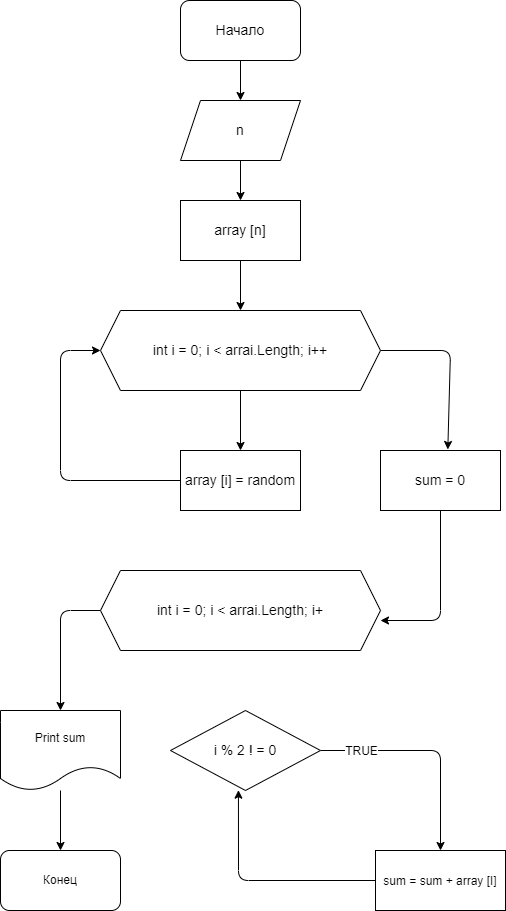 Начало
n
array [n]
int i = 0; i < arrai.Length; i++
array [i] = random
sum = 0
int i = 0; i < arrai.Length; i+
Print sum
i % 2 ! = 0
TRUE
Конец
sum = sum + array [I]